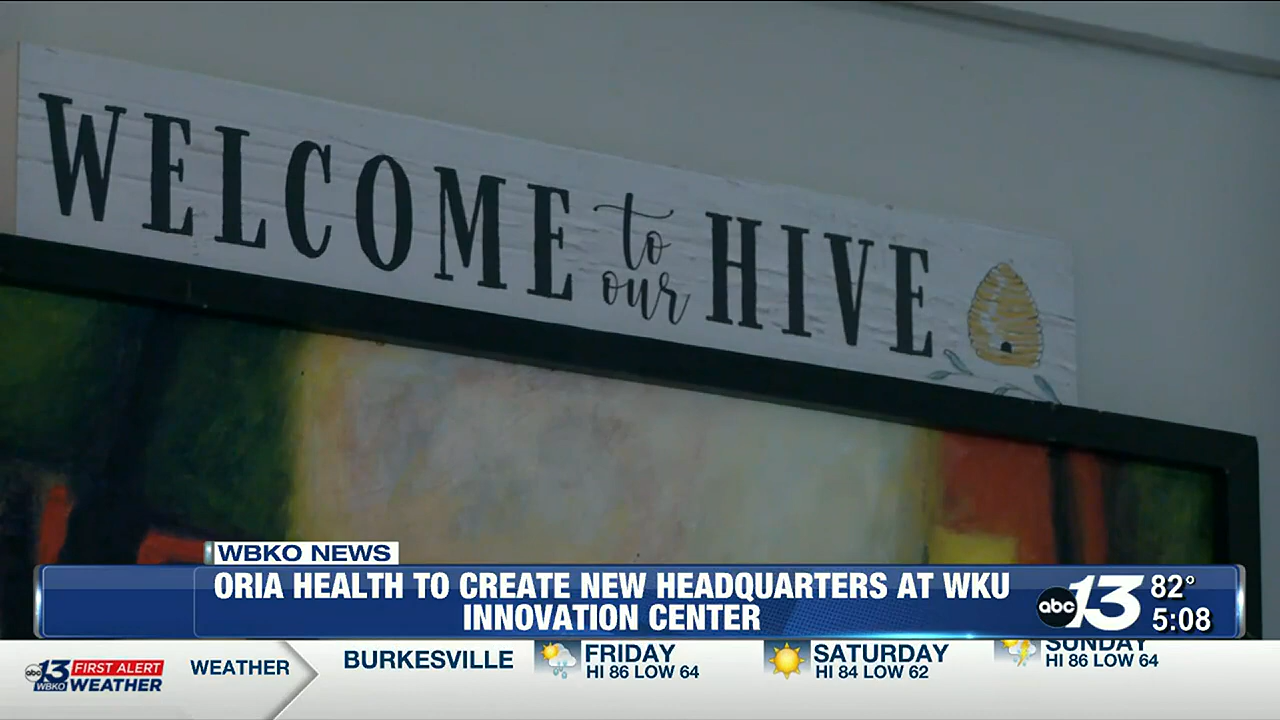 WELCOME to our HIVE
WBKO NEWS
ORIA HEALTH TO CREATE NEW HEADQUARTERS AT WKU
INNOVATION CENTER
abc 13
82°
5:08
abc 13 WBKO FIRST ALERT WEATHER
WEATHER
BURKESVILLE
FRIDAY
HI 86 LOW 64
SATURDAY
HI 84 LOW 62
SUNDAY
HI 86 LOW 64